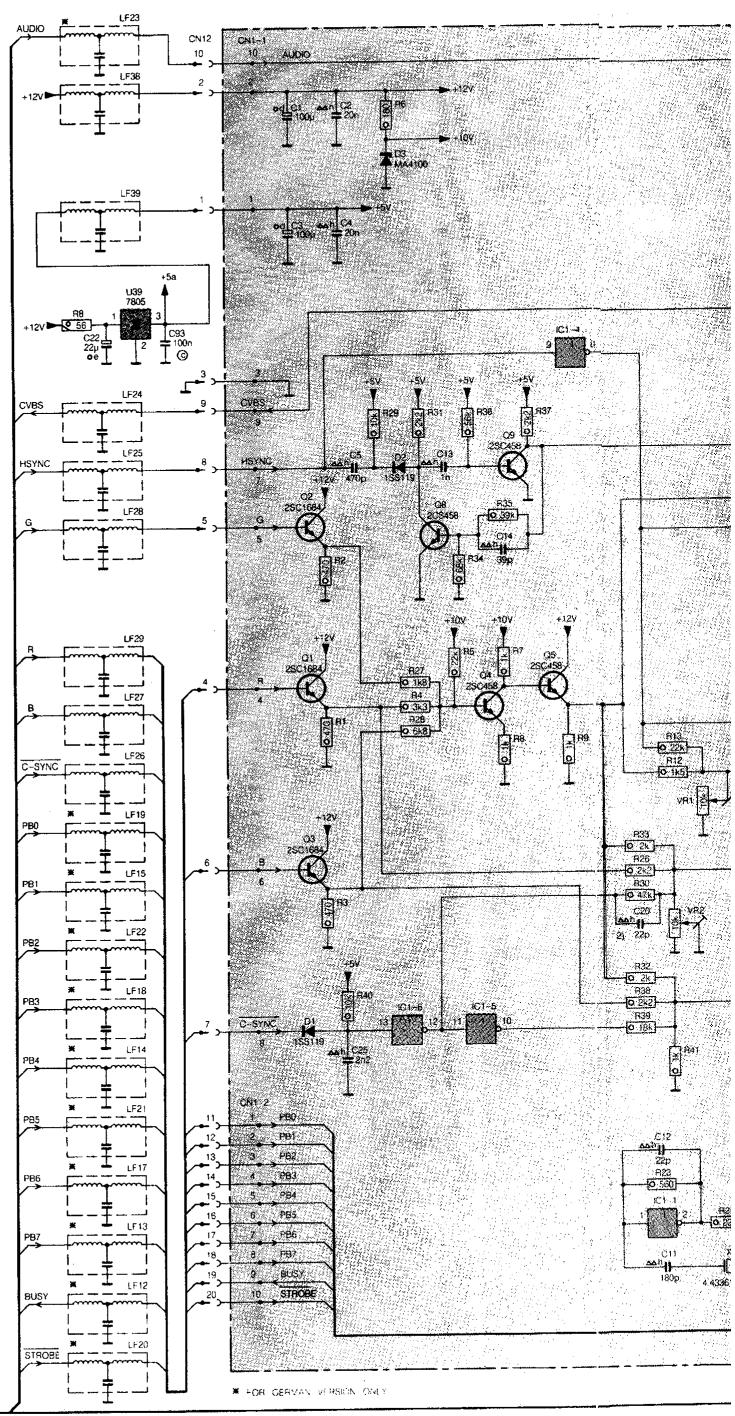 AUDIO
※
LF23
CN12
10
CN1-1
10
AUDIO
LF38
+12V
2
2
+12V
C1
100µ
C2
20n
R6
180
+10V
D3
MA4100
LF39
1
1
+5V
C3
100µ
C4
20n
+5a
U39
7805
R8
56
+12V
1
3
2
C22
22µ
C93
100n
IC1-4
9
8
3
3
LF24
CVBS
9
CVBS
9
+5V
+5V
+5V
+5V
R29
10k
R31
2k2
R36
56k
R37
2k2
LF25
HSYNC
8
HSYNC
7
C5
470p
D2
1SS119
C13
1n
Q9
2SC458
+12V
LF28
G
5
G
5
Q2
2SC1684
R2
470
Q8
2CS458
R35
39k
C14
39p
R34
68k
LF29
R
4
R
4
+12V
Q1
2SC1684
R1
470
R27
1k8
R4
3k3
R28
6k8
+10V
R5
22k
+10V
R7
1k
+12V
Q4
2SC458
Q5
2SC458
R8
1k
R9
1k
LF27
B
LF26
C-SYNC
※
R13
22k
R12
1k5
VR1
10k
LF19
PB0
※
6
B
6
+12V
Q3
2SC1684
R3
470
R33
2k
R26
2k2
R30
47k
C20
22p
VR2
10k
LF15
PB1
※
LF22
PB2
※
LF18
PB3
※
+5V
R40
10k
7
C-SYNC
8
D1
1SS119
C25
2n2
IC1-6
13
12
IC1-5
11
10
R32
2k
R38
2k2
R39
18k
R41
1k
LF14
PB4
※
LF21
PB5
※
LF17
PB6
※
LF13
PB7
※
LF12
BUSY
※
LF20
STROBE
CN1-2
11
1
PB0
12
2
PB1
13
3
PB2
14
4
PB3
15
5
PB4
16
6
PB5
17
7
PB6
18
8
PB7
19
9
BUSY
20
10
STROBE
C12
22p
R23
560
IC1-1
1
2
C11
180p
※ FOR GERMAN VERSION ONLY